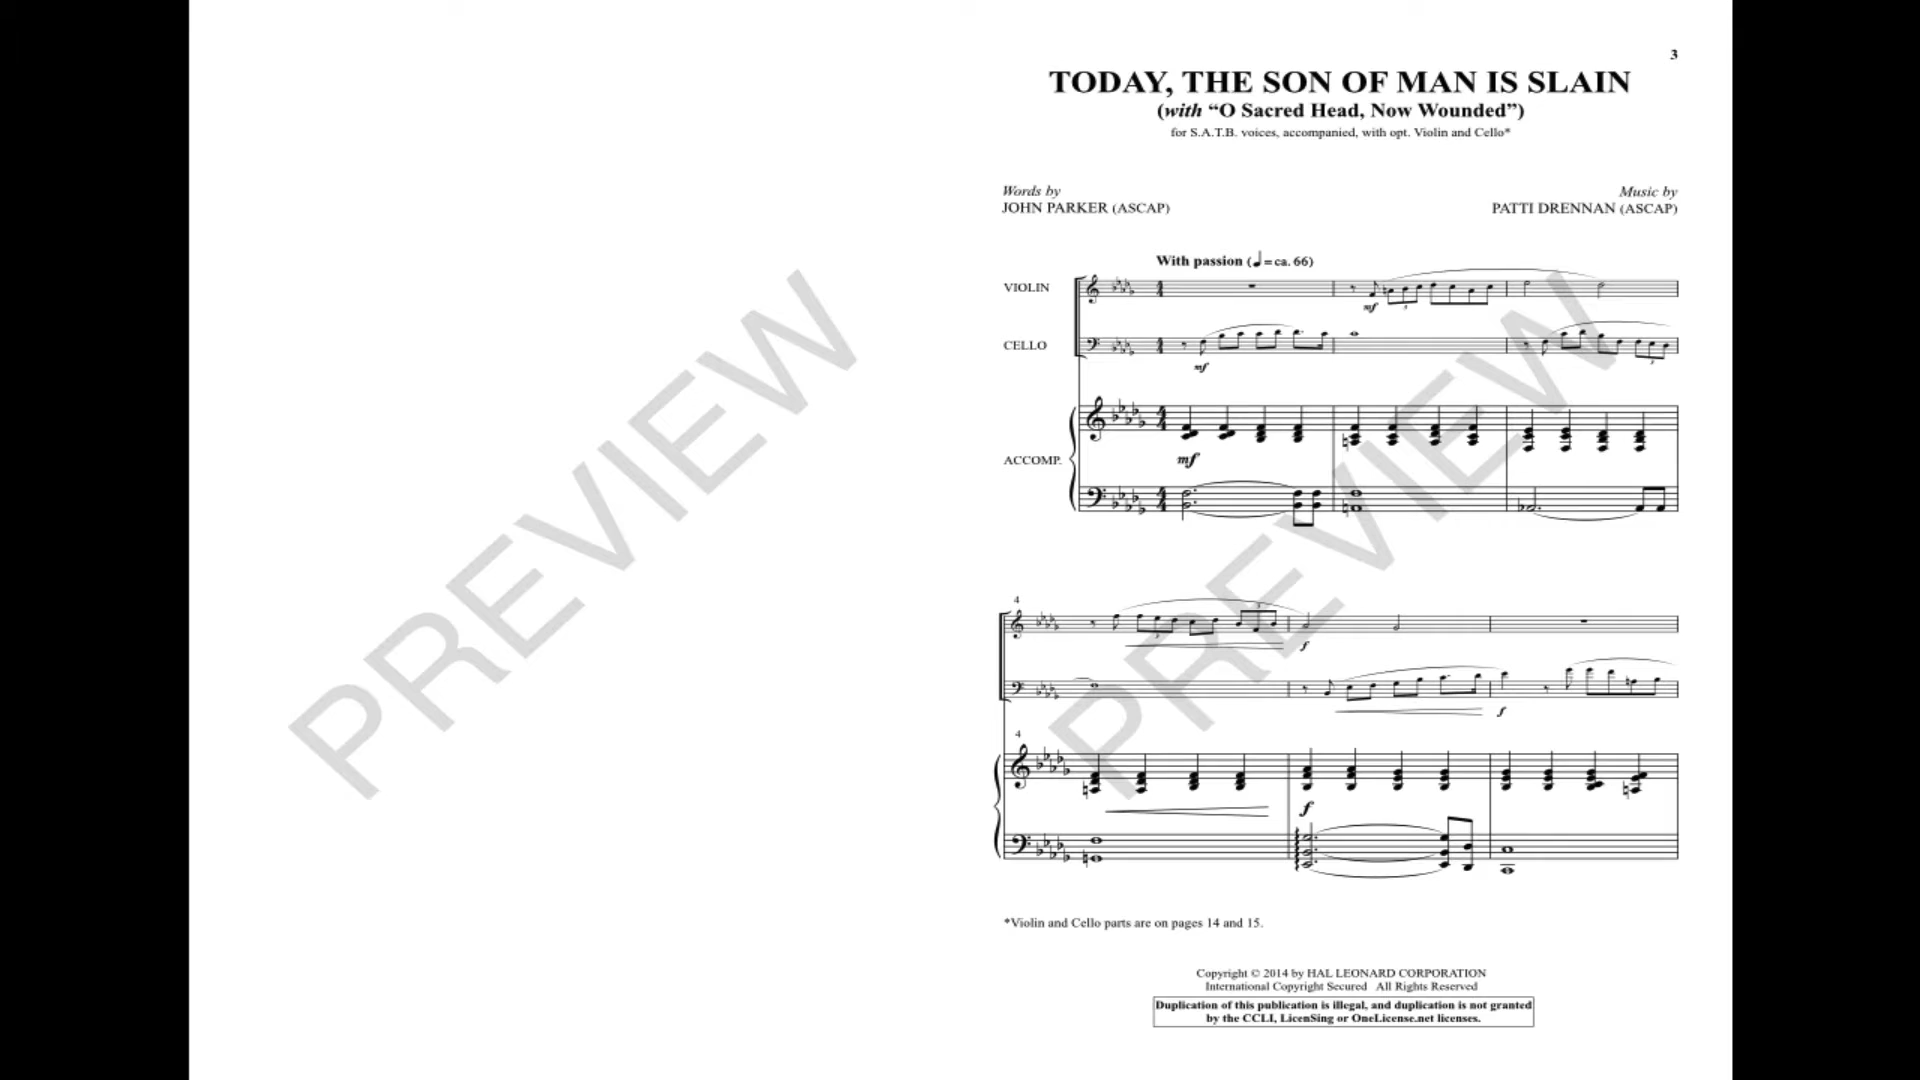 3
TODAY, THE SON OF MAN IS SLAIN
(with “O Sacred Head, Now Wounded”)
for S.A.T.B. voices, accompanied, with opt. Violin and Cello*
Words by
JOHN PARKER (ASCAP)
Music by
PATTI DRENNAN (ASCAP)
With passion (♩ = ca. 66)
VIOLIN
mf
3
CELLO
mf
3
ACCOMP.
mf
4
3
3
f
f
4
f
PREVIEW
PREVIEW
*Violin and Cello parts are on pages 14 and 15.
Copyright © 2014 by HAL LEONARD CORPORATION
International Copyright Secured All Rights Reserved
Duplication of this publication is illegal, and duplication is not granted
by the CCLI, LicenSing or OneLicense.net licenses.